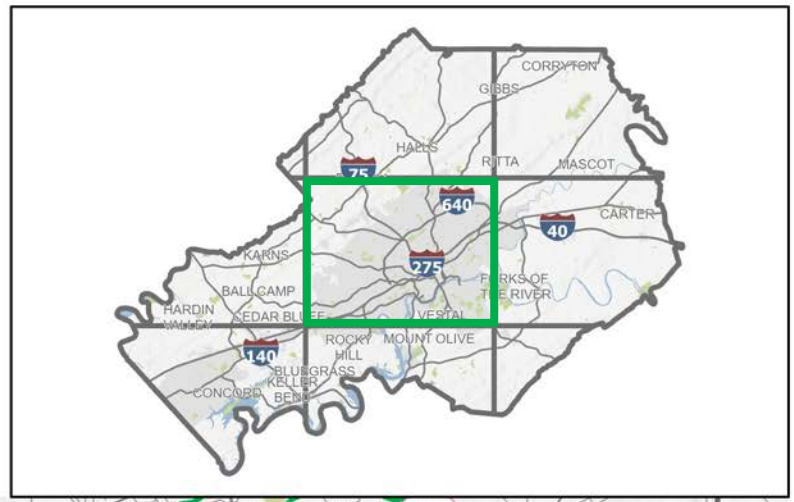 CORRYTON
GIBBS
HALLS
RITTA
MASCOT
75
640
CARTER
40
KARNS
275
FORKS OF
THE RIVER
BALL CAMP
HARDIN
VALLEY
CEDAR BLUFF
VESTAL
ROCKY
HILL
MOUNT OLIVE
140
BLUEGRASS
KELLER
BEND
CONCORD